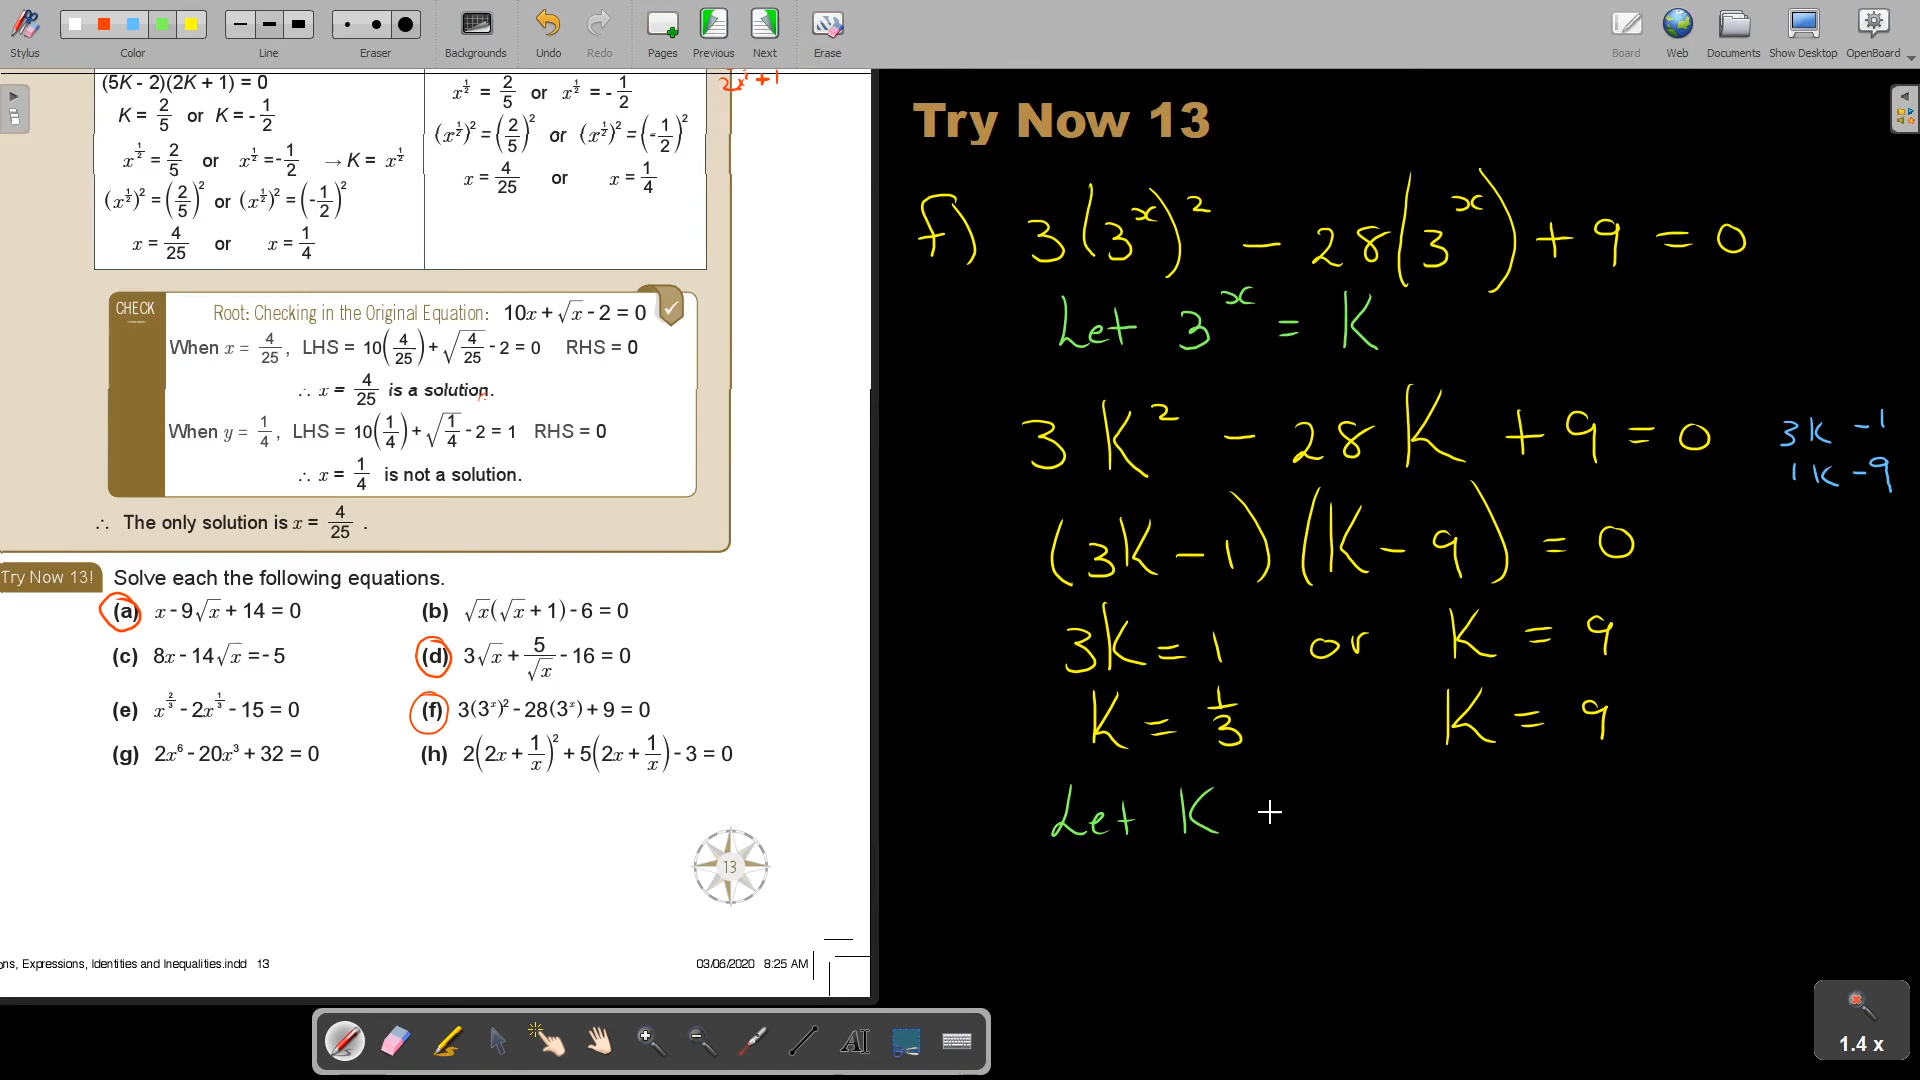 Stylus Color Line Eraser Backgrounds Undo Redo Pages Previous Next Erase Board Web Documents Show Desktop OpenBoard
(5K - 2)(2K + 1) = 0
K = 2/5 or K = - 1/2
x^(1/2) = 2/5 or x^(1/2) = - 1/2 → K = x^(1/2)
(x^(1/2))² = (2/5)² or (x^(1/2))² = (-1/2)²
x = 4/25 or x = 1/4
x^(1/2) = 2/5 or x^(1/2) = - 1/2
(x^(1/2))² = (2/5)² or (x^(1/2))² = (-1/2)²
x = 4/25 or x = 1/4
CHECK
Root: Checking in the Original Equation: 10x + √x - 2 = 0
When x = 4/25, LHS = 10(4/25) + √(4/25) - 2 = 0 RHS = 0
∴ x = 4/25 is a solution.
When y = 1/4, LHS = 10(1/4) + √(1/4) - 2 = 1 RHS = 0
∴ x = 1/4 is not a solution.
∴ The only solution is x = 4/25 .
Try Now 13! Solve each the following equations.
(a) x - 9√x + 14 = 0 (b) √x(√x + 1) - 6 = 0
(c) 8x - 14√x = - 5 (d) 3√x + 5/√x - 16 = 0
(e) x^(2/3) - 2x^(1/3) - 15 = 0 (f) 3(3^x)² - 28(3^x) + 9 = 0
(g) 2x⁶ - 20x³ + 32 = 0 (h) 2(2x + 1/x)² + 5(2x + 1/x) - 3 = 0
13
ns, Expressions, Identities and Inequalities.indd 13 03/06/2020 8:25 AM
Try Now 13
f) 3(3^x)² - 28(3^x) + 9 = 0
Let 3^x = K
3K² - 28K + 9 = 0
3K - 1
1K - 9
(3K - 1)(K - 9) = 0
3K = 1 or K = 9
K = 1/3 K = 9
Let K
1.4 x